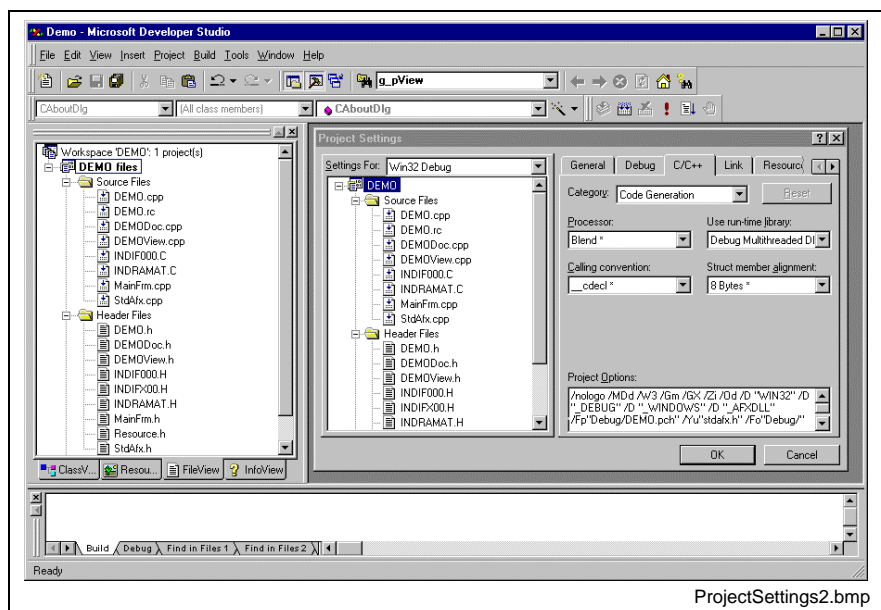 Demo - Microsoft Developer Studio
File Edit View Insert Project Build Tools Window Help
g_pView
CAboutDlg
(All class members)
CAboutDlg
Workspace 'DEMO': 1 project(s)
DEMO files
Source Files
DEMO.cpp
DEMO.rc
DEMODoc.cpp
DEMOView.cpp
INDIF000.C
INDRAMAT.C
MainFrm.cpp
StdAfx.cpp
Header Files
DEMO.h
DEMODoc.h
DEMOView.h
INDIF000.H
INDIFX00.H
INDRAMAT.H
MainFrm.h
Resource.h
StdAfx.h
ClassV... Resou... FileView InfoView
Project Settings
Settings For: Win32 Debug
DEMO
Source Files
DEMO.cpp
DEMO.rc
DEMODoc.cpp
DEMOView.cpp
INDIF000.C
INDRAMAT.C
MainFrm.cpp
StdAfx.cpp
Header Files
DEMO.h
DEMODoc.h
DEMOView.h
INDIF000.H
INDIFX00.H
INDRAMAT.H
General Debug C/C++ Link Resourc
Category: Code Generation Reset
Processor: Use run-time library:
Blend * Debug Multithreaded Dl
Calling convention: Struct member alignment:
__cdecl * 8 Bytes *
Project Options:
/nologo /MDd /W3 /Gm /GX /Zi /Od /D "WIN32" /D
"_DEBUG" /D "_WINDOWS" /D "_AFXDLL"
/Fp"Debug/DEMO.pch" /Yu"stdafx.h" /Fo"Debug/"
OK Cancel
Build Debug Find in Files 1 Find in Files 2
Ready
ProjectSettings2.bmp